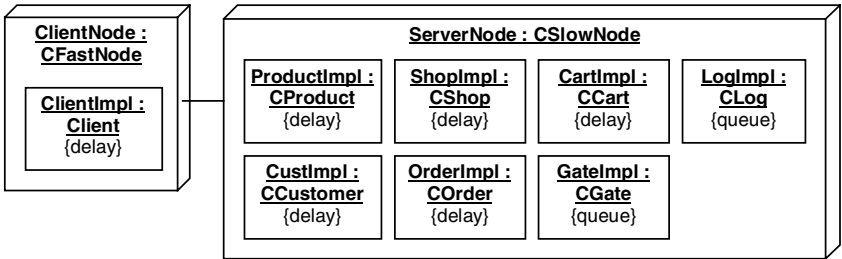 ClientNode :
CFastNode
ClientImpl :
Client
{delay}
ServerNode : CSlowNode
ProductImpl :
CProduct
{delay}
ShopImpl :
CShop
{delay}
CartImpl :
CCart
{delay}
LogImpl :
CLog
{queue}
CustImpl :
CCustomer
{delay}
OrderImpl :
COrder
{delay}
GateImpl :
CGate
{queue}